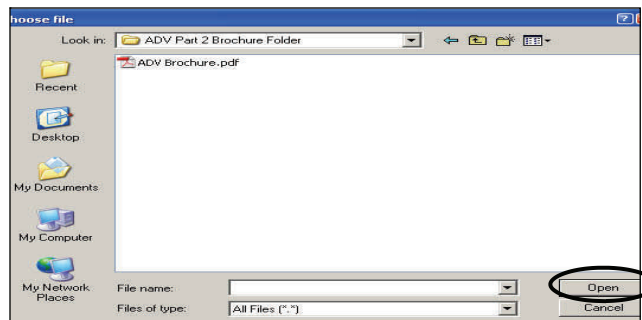 hoose file
Look in: ADV Part 2 Brochure Folder
ADV Brochure.pdf
Recent
Desktop
My Documents
My Computer
My Network Places
File name: Open
Files of type: All Files (*.*) Cancel